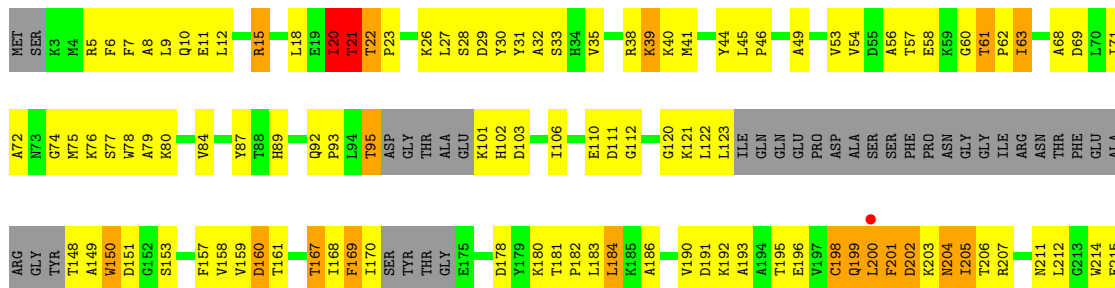 MET SER K3 M4 R5 F6 F7 A8 L9 Q10 E11 L12 R15 L18 E19 I20 T21 T22 P23 K26 L27 S28 D29 Y30 Y31 A32 S33 H34 V35 R38 K39 K40 M41 Y44 L45 P46 A49 V53 V54 D55 A56 T57 E58 K59 G60 T61 P62 I63 A68 D69 L70 I71
A72 N73 G74 M75 K76 S77 W78 A79 K80 V84 Y87 T88 H89 Q92 P93 L94 T95 ASP GLY THR ALA GLU K101 H102 D103 I106 E110 D111 G112 G120 K121 L122 L123 ILE GLN GLN GLU PRO ASP ALA SER SER PHE PRO ASN GLY GLY ILE ARG ASN THR PHE GLU ALA
ARG GLY TYR T148 A149 W150 D151 G152 S153 F157 V158 V159 D160 T161 T167 I168 F169 I170 SER TYR THR GLY E175 D178 Y179 K180 T181 P182 L183 L184 K185 A186 V190 D191 K192 A193 A194 T195 E196 V197 C198 Q199 L200 F201 D202 K203 N204 I205 T206 R207 N211 L212 G213 W214